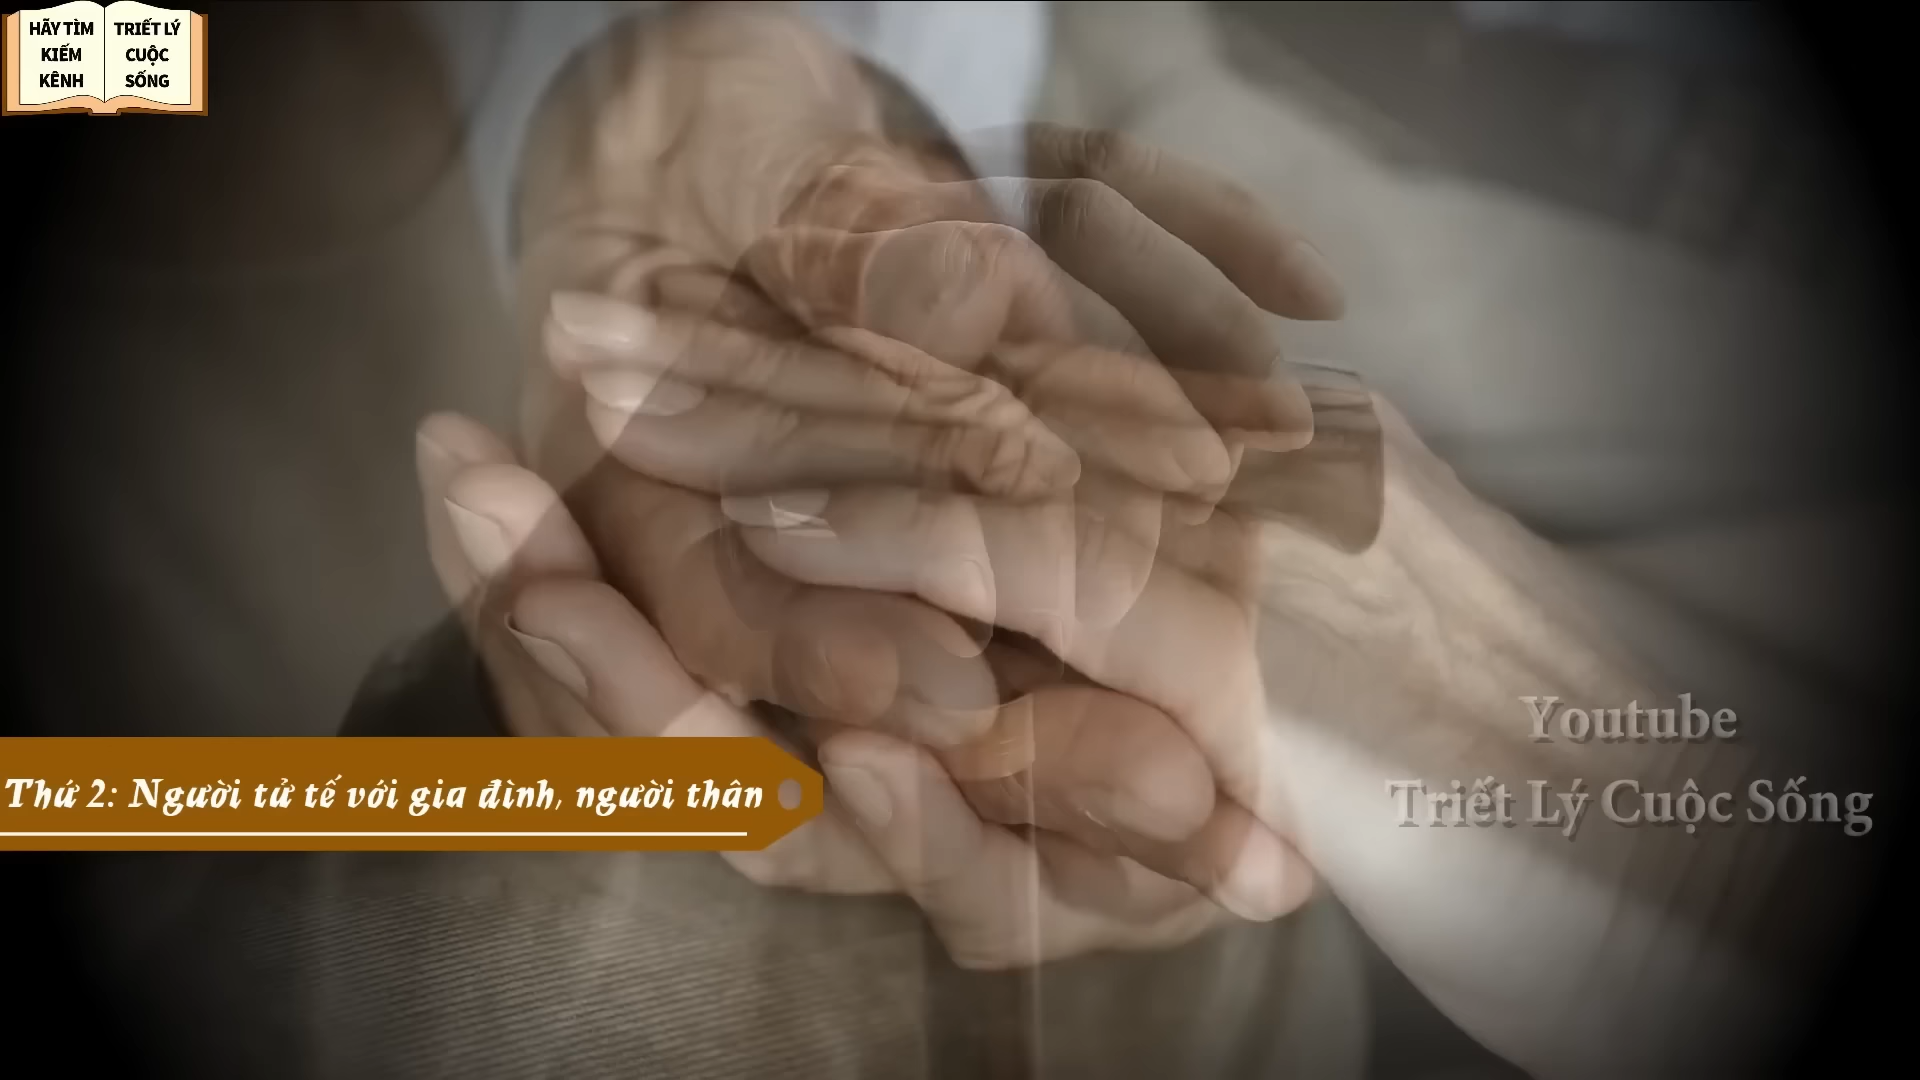 HÃY TÌM
KIẾM
KÊNH
TRIẾT LÝ
CUỘC
SỐNG
Thứ 2: Người tử tế với gia đình, người thân
Youtube
Triết Lý Cuộc Sống